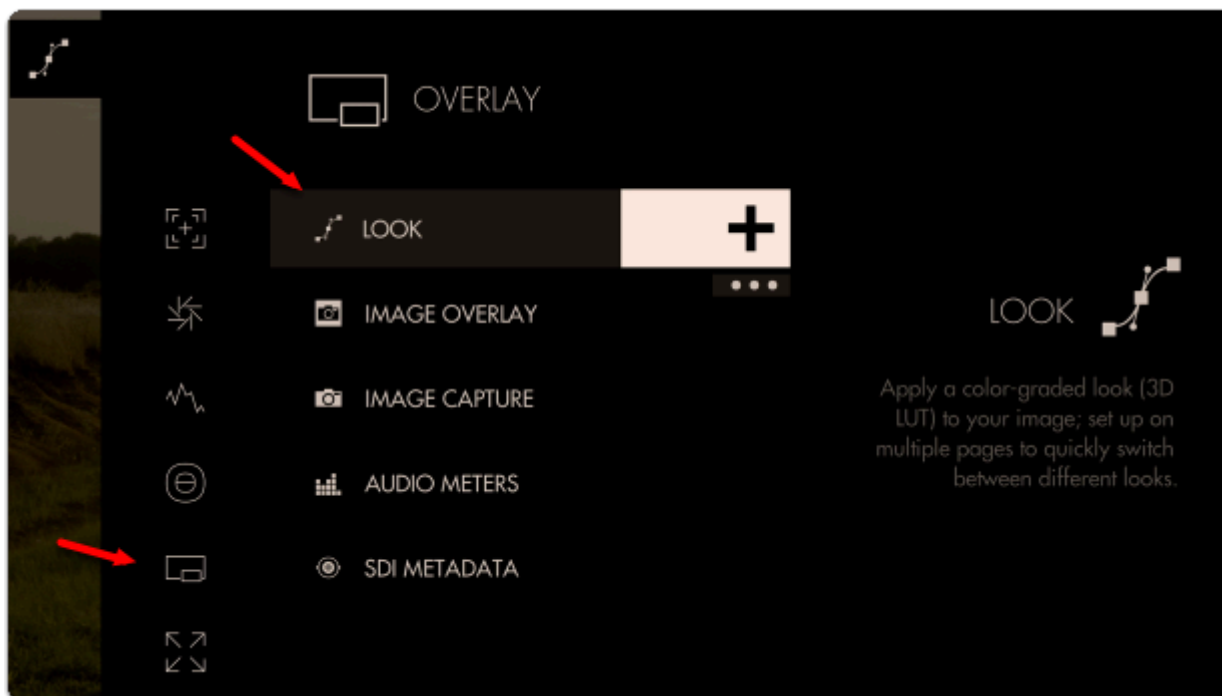 OVERLAY
LOOK
IMAGE OVERLAY
IMAGE CAPTURE
AUDIO METERS
SDI METADATA
LOOK
Apply a color-graded look (3D
LUT) to your image; set up on
multiple pages to quickly switch
between different looks.